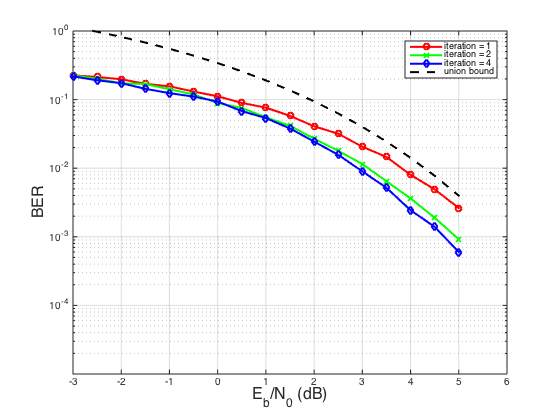 10^0
10^-1
10^-2
10^-3
10^-4
BER
-3 -2 -1 0 1 2 3 4 5 6
E_b/N_0 (dB)
iteration = 1
iteration = 2
iteration = 4
union bound